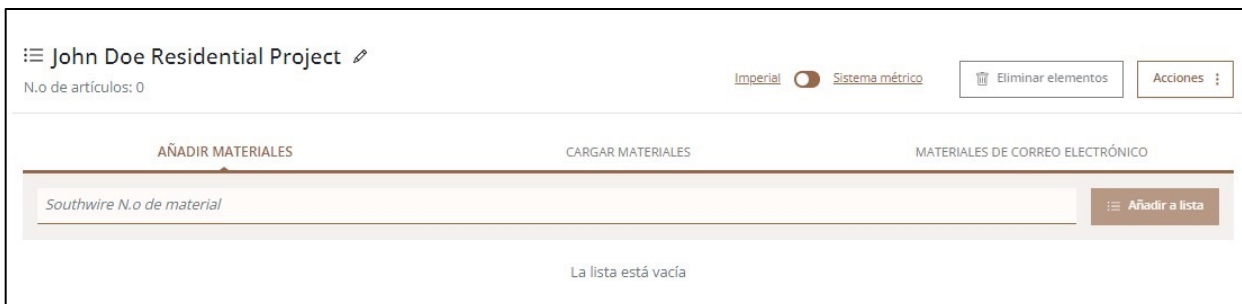 John Doe Residential Project
N.o de artículos: 0
Imperial Sistema métrico Eliminar elementos Acciones
AÑADIR MATERIALES CARGAR MATERIALES MATERIALES DE CORREO ELECTRÓNICO
Southwire N.o de material Añadir a lista
La lista está vacía